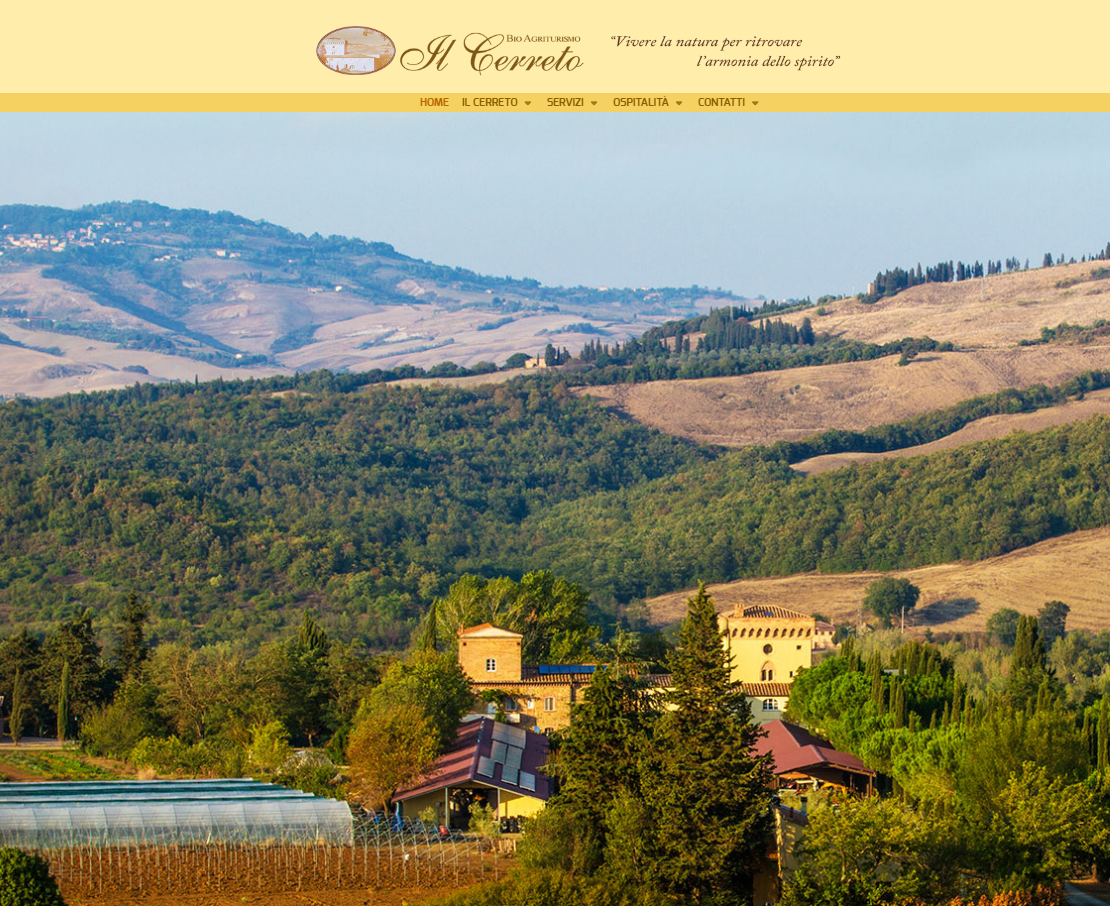 Bio Agriturismo
Il Cerreto
“Vivere la natura per ritrovare
l’armonia dello spirito”
HOME IL CERRETO SERVIZI OSPITALITÀ CONTATTI